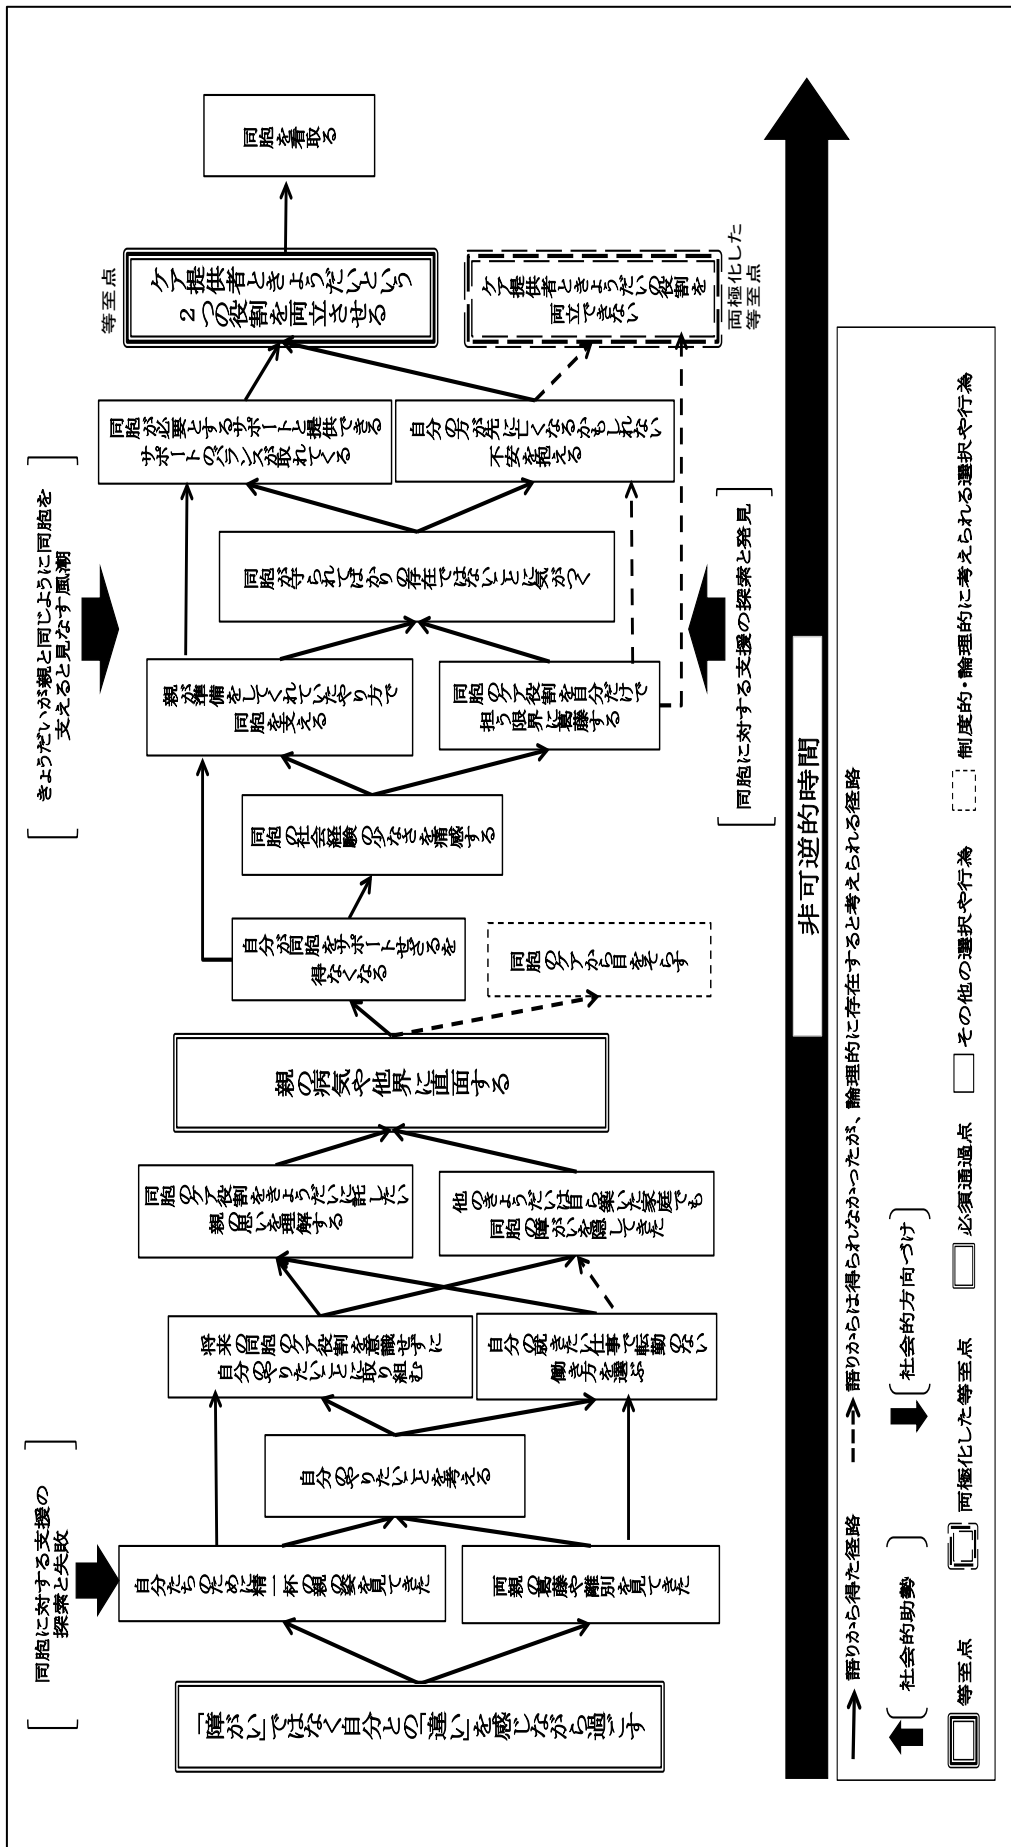 「障がい」ではなく自分との「違い」を感じながら過ごす
同胞に対する支援の
探索と失敗
自分たちのために精一杯の親の姿を見てきた
両親の葛藤や離別を見てきた
自分のやりたいことを考える
将来の同胞のケア役割を意識せずに
自分のやりたいことに取り組む
自分の就きたい仕事で転勤のない
働き方を選ぶ
同胞のケア役割をきょうだいに託したい
親の思いを理解する
他のきょうだいは自ら築いた家庭でも
同胞の障がいを隠してきた
親の病気や他界に直面する
自分が同胞をサポートせざるを
得なくなる
同胞のケアから目をそらす
同胞の社会経験の少なさを痛感する
きょうだいが親と同じように同胞を
支えると見なす風潮
親が準備をしてくれていたやり方で
同胞を支える
同胞のケア役割を自分だけで
担う限界に葛藤する
同胞に対する支援の探索と発見
同胞が守られてばかりの存在ではないことに気がつく
同胞が必要とするサポートと提供できる
サポートのバランスが取れてくる
自分の方が先に亡くなるかもしれない
不安を抱える
等至点
ケア提供者ときょうだいという
2つの役割を両立させる
ケア提供者ときょうだいの役割を
両立できない
両極化した
等至点
同胞を看取る
非可逆的時間
語りから得た径路
語りからは得られなかったが、論理的に存在すると考えられる径路
社会的助勢
社会的方向づけ
等至点
両極化した等至点
必須通過点
その他の選択や行為
制度的・論理的に考えられる選択や行為